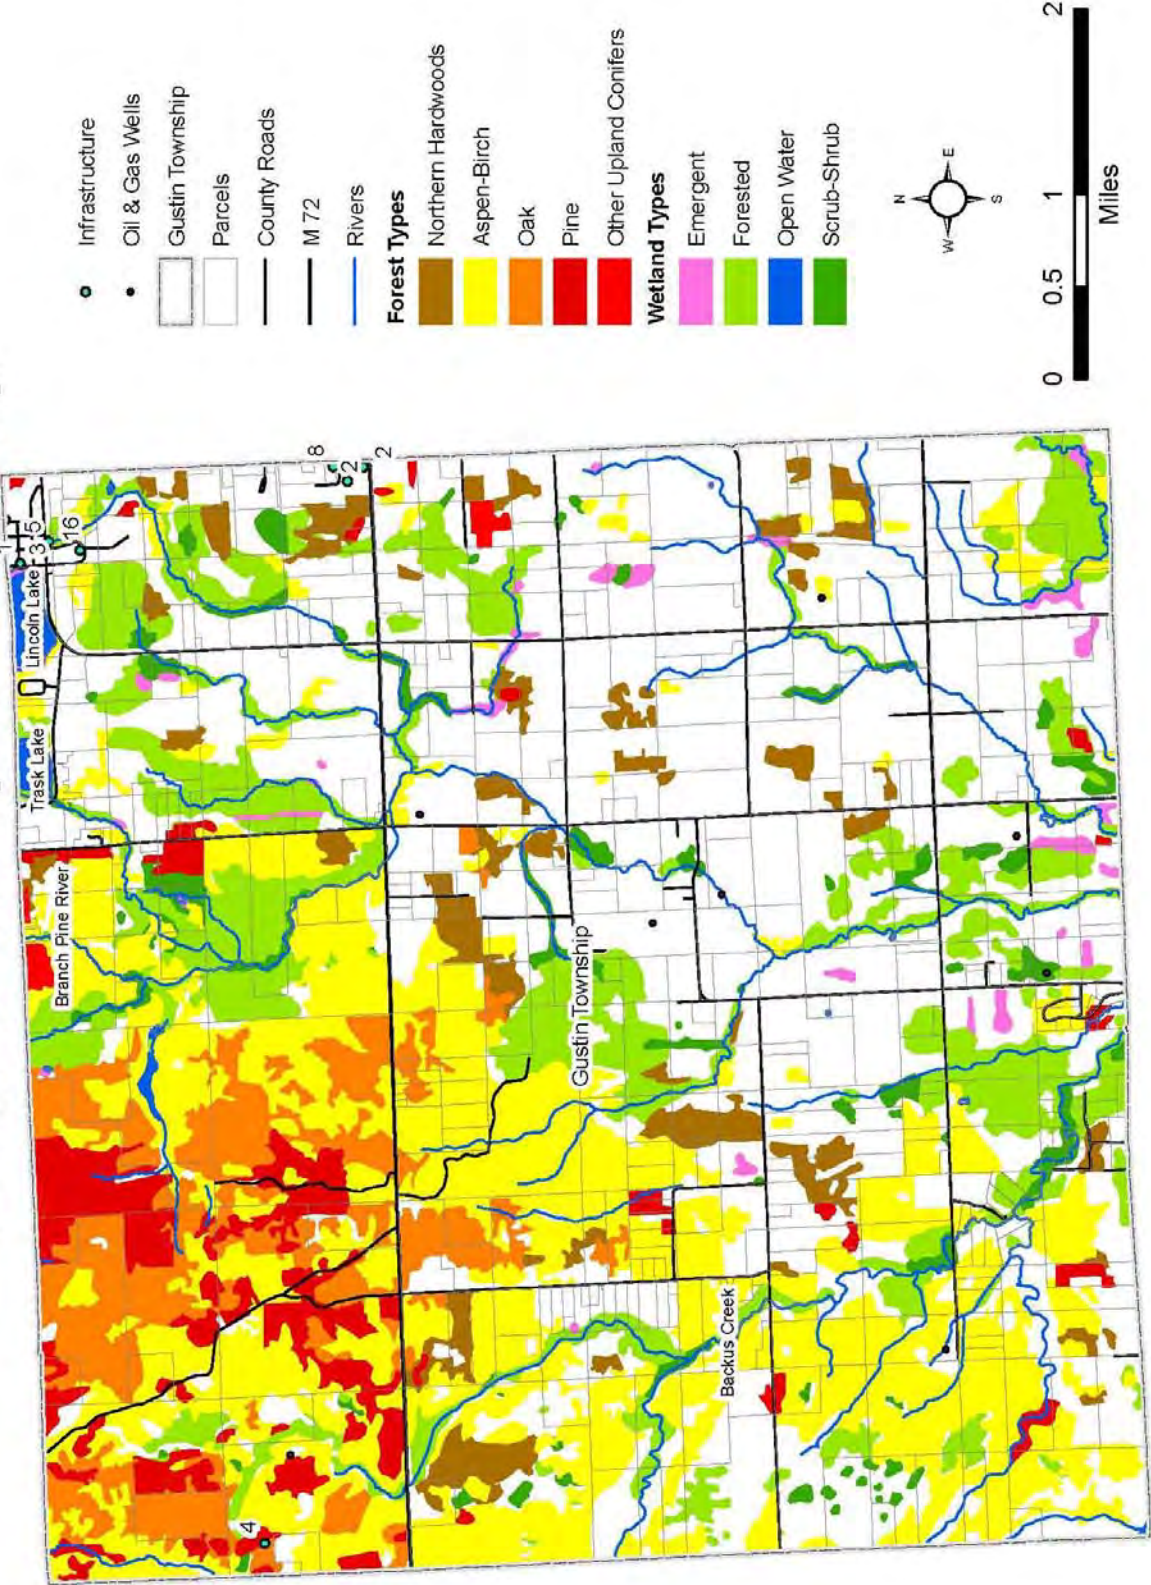 Infrastructure
Oil & Gas Wells
Gustin Township
Parcels
County Roads
M 72
Rivers
Forest Types
Northern Hardwoods
Aspen-Birch
Oak
Pine
Other Upland Conifers
Wetland Types
Emergent
Forested
Open Water
Scrub-Shrub
N
W
E
S
0
0.5
1
2
Miles
Trask Lake
Lincoln Lake
3
5
16
8
2
2
4
Branch Pine River
Gustin Township
Backus Creek